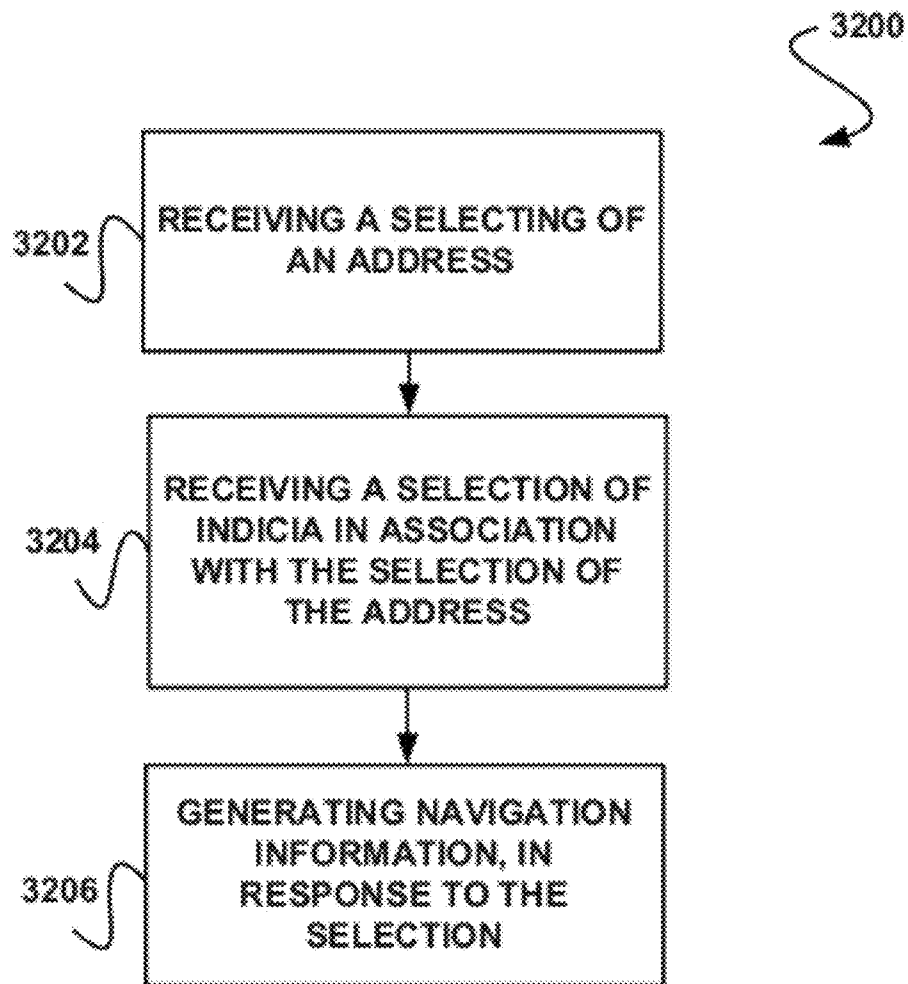 3200
RECEIVING A SELECTING OF
AN ADDRESS
3202
RECEIVING A SELECTION OF
INDICIA IN ASSOCIATION
WITH THE SELECTION OF
THE ADDRESS
3204
GENERATING NAVIGATION
INFORMATION, IN
RESPONSE TO THE
SELECTION
3206